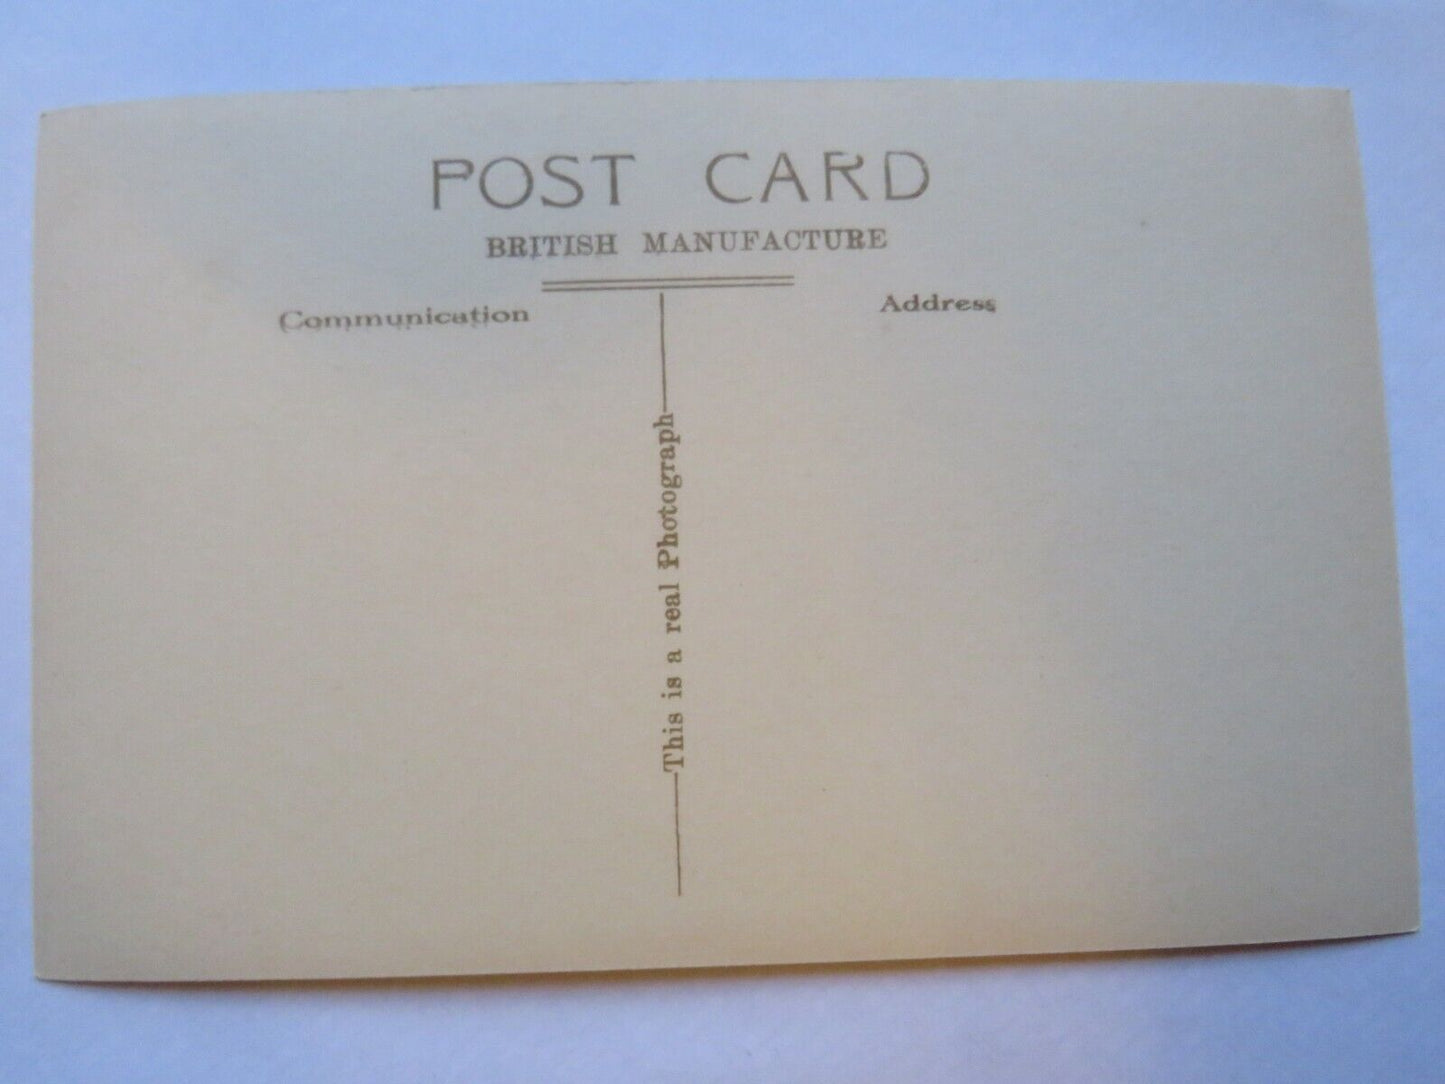 POST CARD
BRITISH MANUFACTURE
Communication
Address
This is a real Photograph